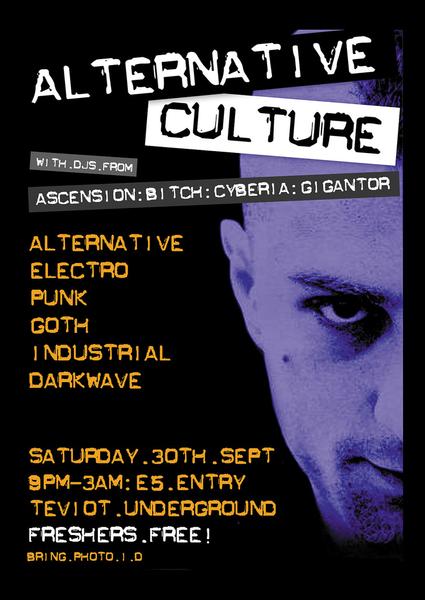 ALTERNATIVE
CULTURE
WITH.DJS.FROM
ASCENSION:BITCH:CYBERIA:GIGANTOR
ALTERNATIVE
ELECTRO
PUNK
GOTH
INDUSTRIAL
DARKWAVE
SATURDAY.30TH.SEPT
9PM-3AM:£5.ENTRY
TEVIOT.UNDERGROUND
FRESHERS.FREE!
BRING.PHOTO.I.D